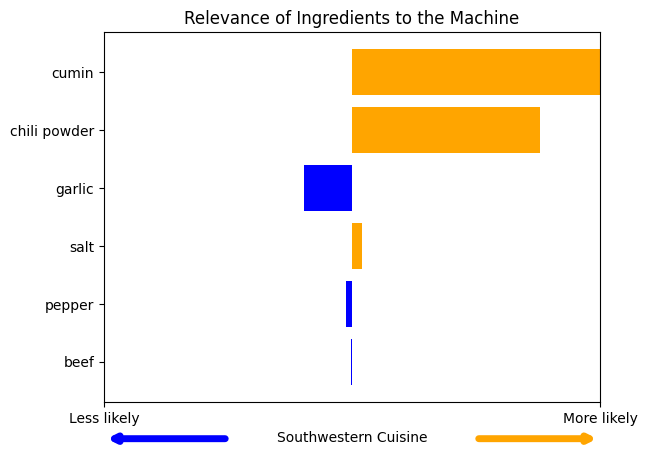 Relevance of Ingredients to the Machine
cumin
chili powder
garlic
salt
pepper
beef
Less likely
More likely
Southwestern Cuisine